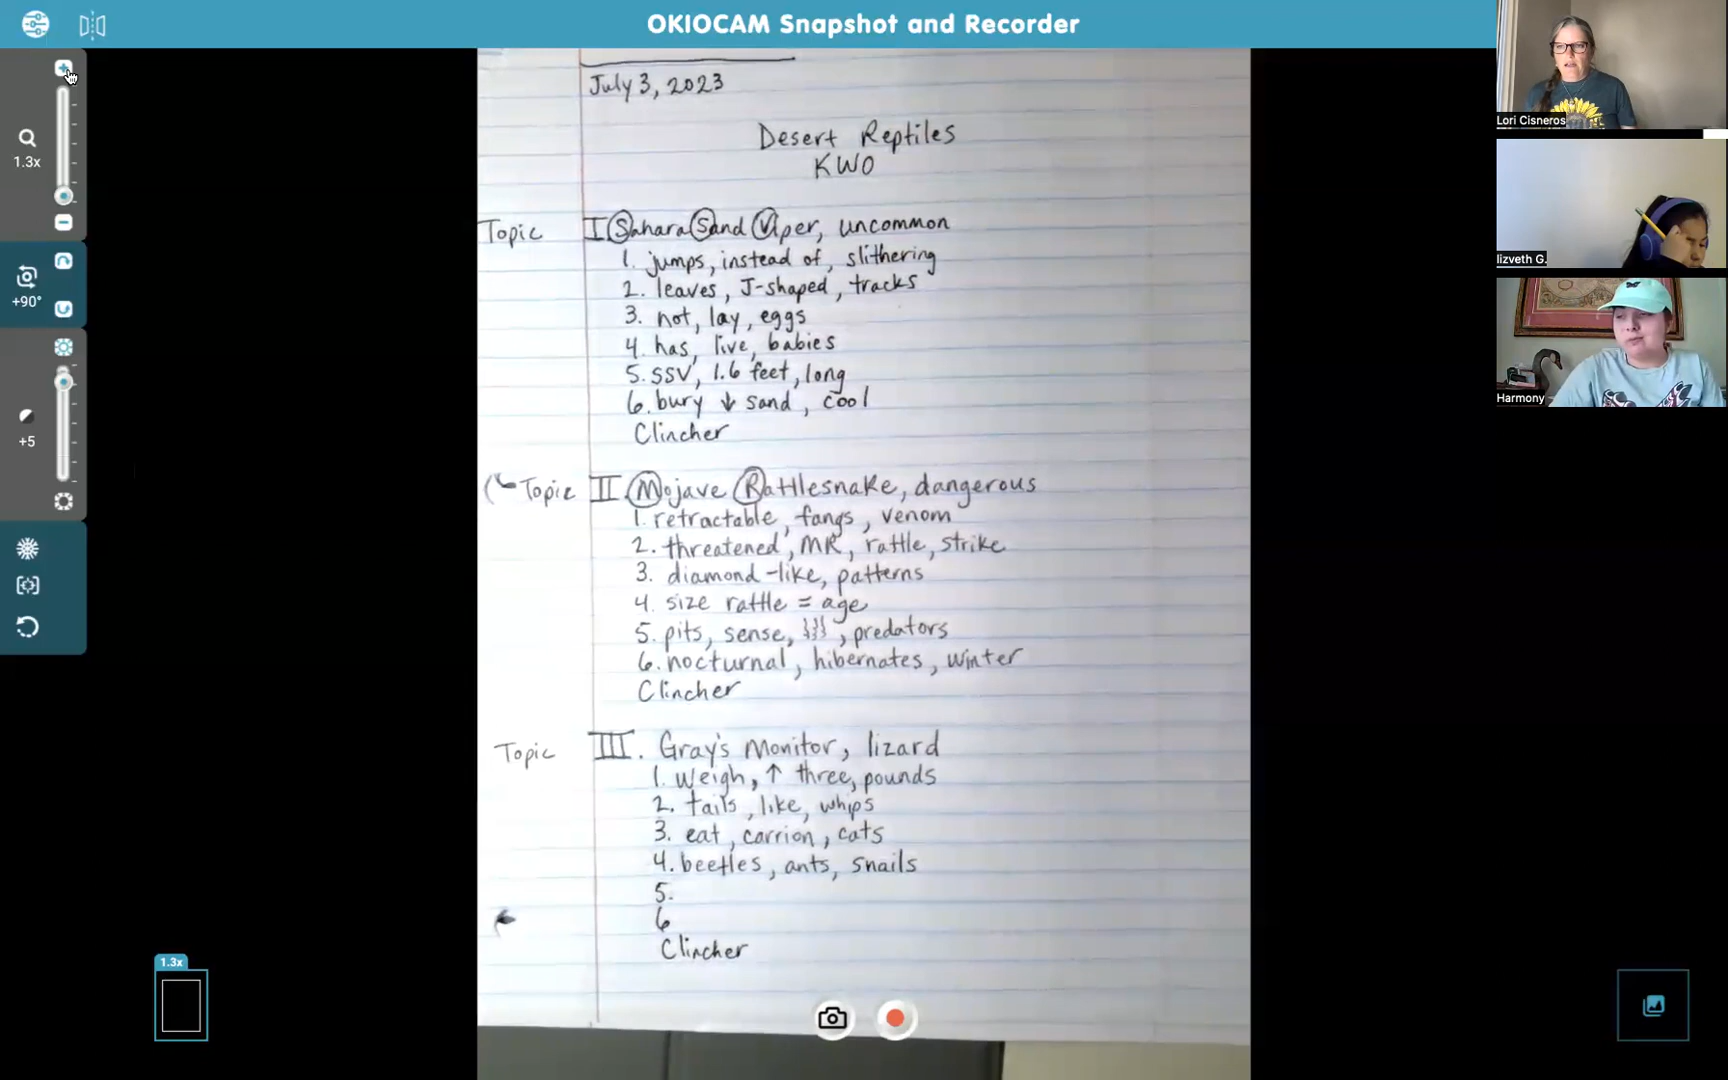 OKIOCAM Snapshot and Recorder
1.3x
+90°
+5
1.3x
July 3, 2023
Desert Reptiles
KWO
Topic I Sahara Sand Viper, uncommon
1. jumps, instead of, slithering
2. leaves, J-shaped, tracks
3. not, lay, eggs
4. has, live, babies
5. SSV, 1.6 feet, long
6. bury ↓ sand, cool
Clincher
Topic II Mojave Rattlesnake, dangerous
1. retractable, fangs, venom
2. threatened, MR, rattle, strike
3. diamond-like, patterns
4. size rattle = age
5. pits, sense, , predators
6. nocturnal, hibernates, winter
Clincher
Topic III. Gray's Monitor, lizard
1. weigh, ↑ three, pounds
2. tails, like, whips
3. eat, carrion, cats
4. beetles, ants, snails
5.
6
Clincher
Lori Cisneros
lizveth G.
Harmony